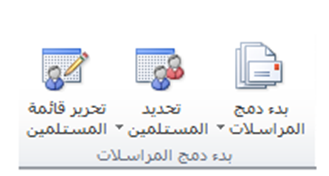 بدء دمج
المراسلات
تحديد
المستلمين
تحرير قائمة
المستلمين
بدء دمج المراسلات